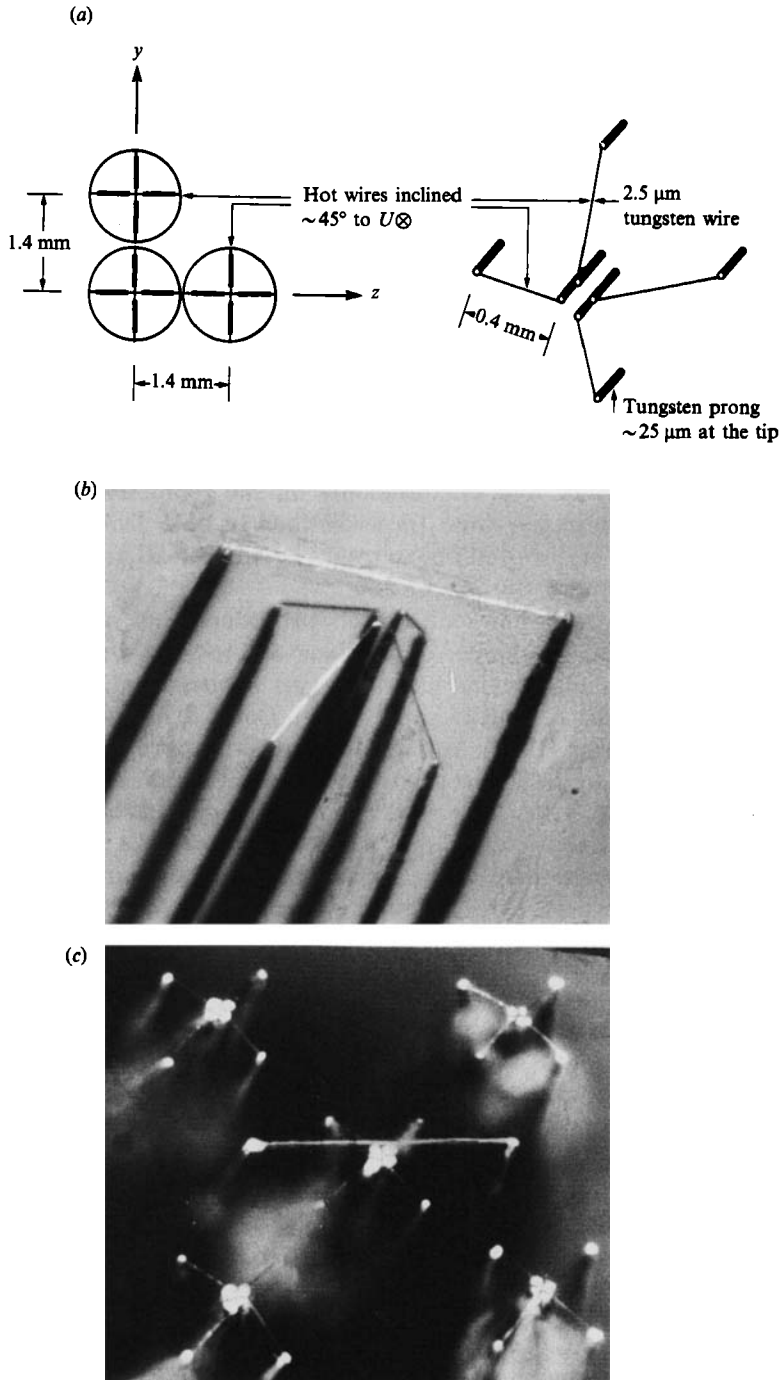 (a)
y
1.4 mm
z
1.4 mm
Hot wires inclined
~45° to U⊗
2.5 μm
tungsten wire
0.4 mm
Tungsten prong
~25 μm at the tip
(b)
(c)